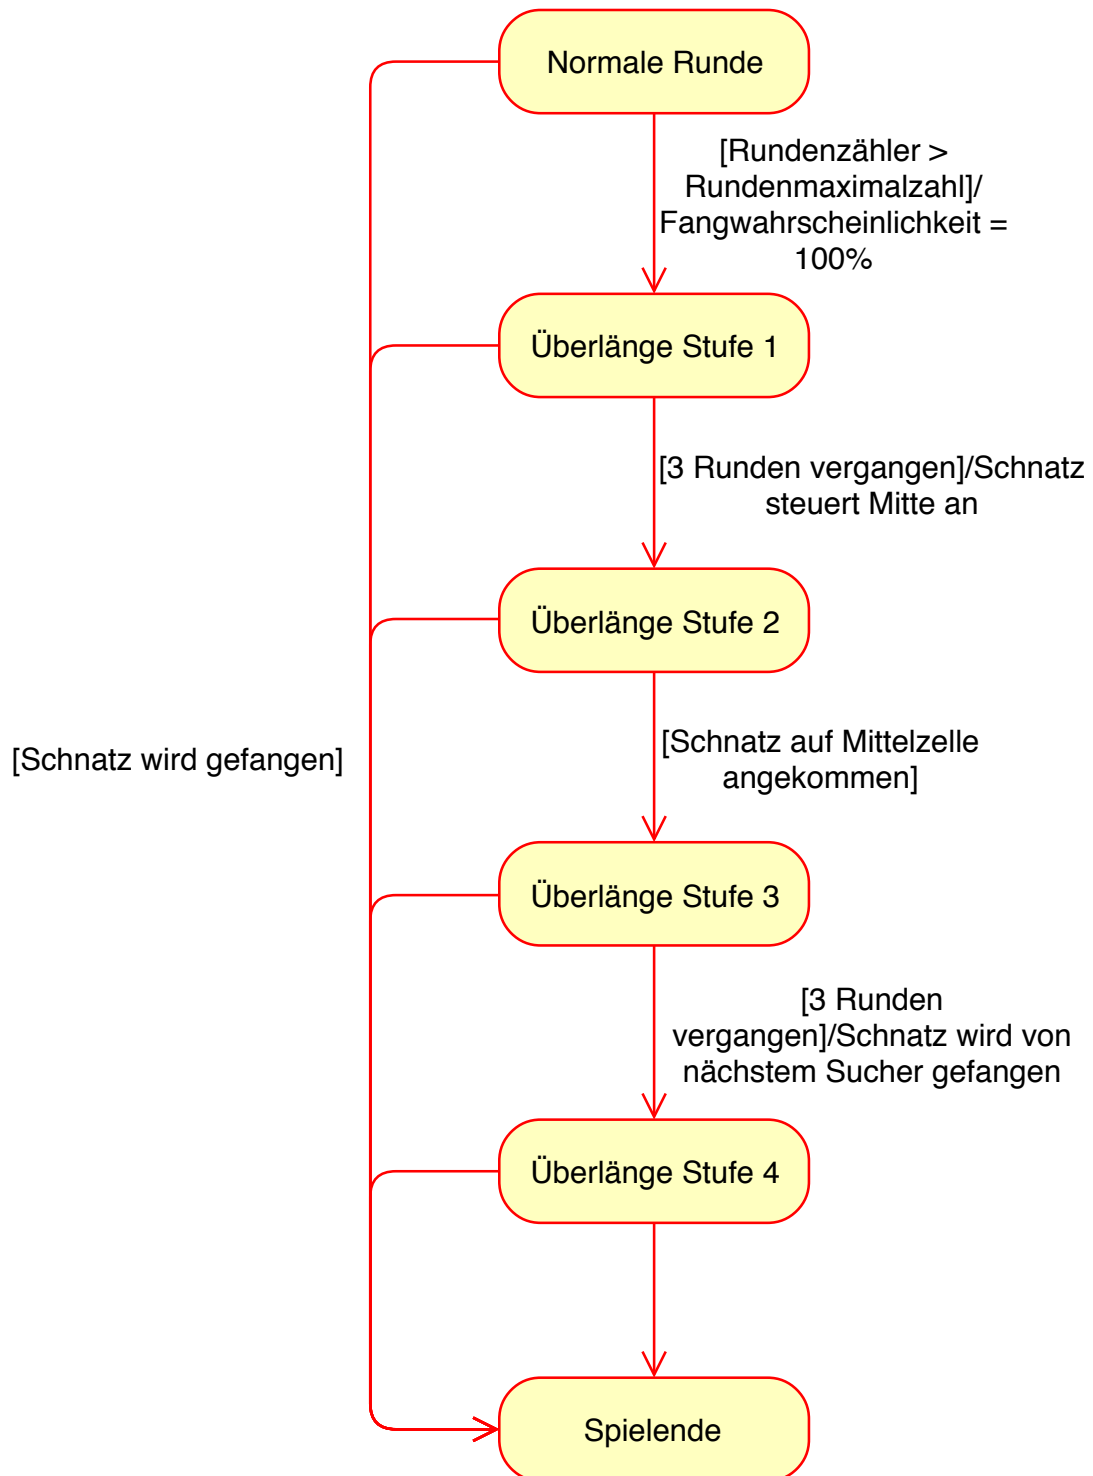 Normale Runde
[Rundenzähler >
Rundenmaximalzahl]/
Fangwahrscheinlichkeit =
100%
Überlänge Stufe 1
[3 Runden vergangen]/Schnatz
steuert Mitte an
Überlänge Stufe 2
[Schnatz wird gefangen]
[Schnatz auf Mittelzelle
angekommen]
Überlänge Stufe 3
[3 Runden
vergangen]/Schnatz wird von
nächstem Sucher gefangen
Überlänge Stufe 4
Spielende